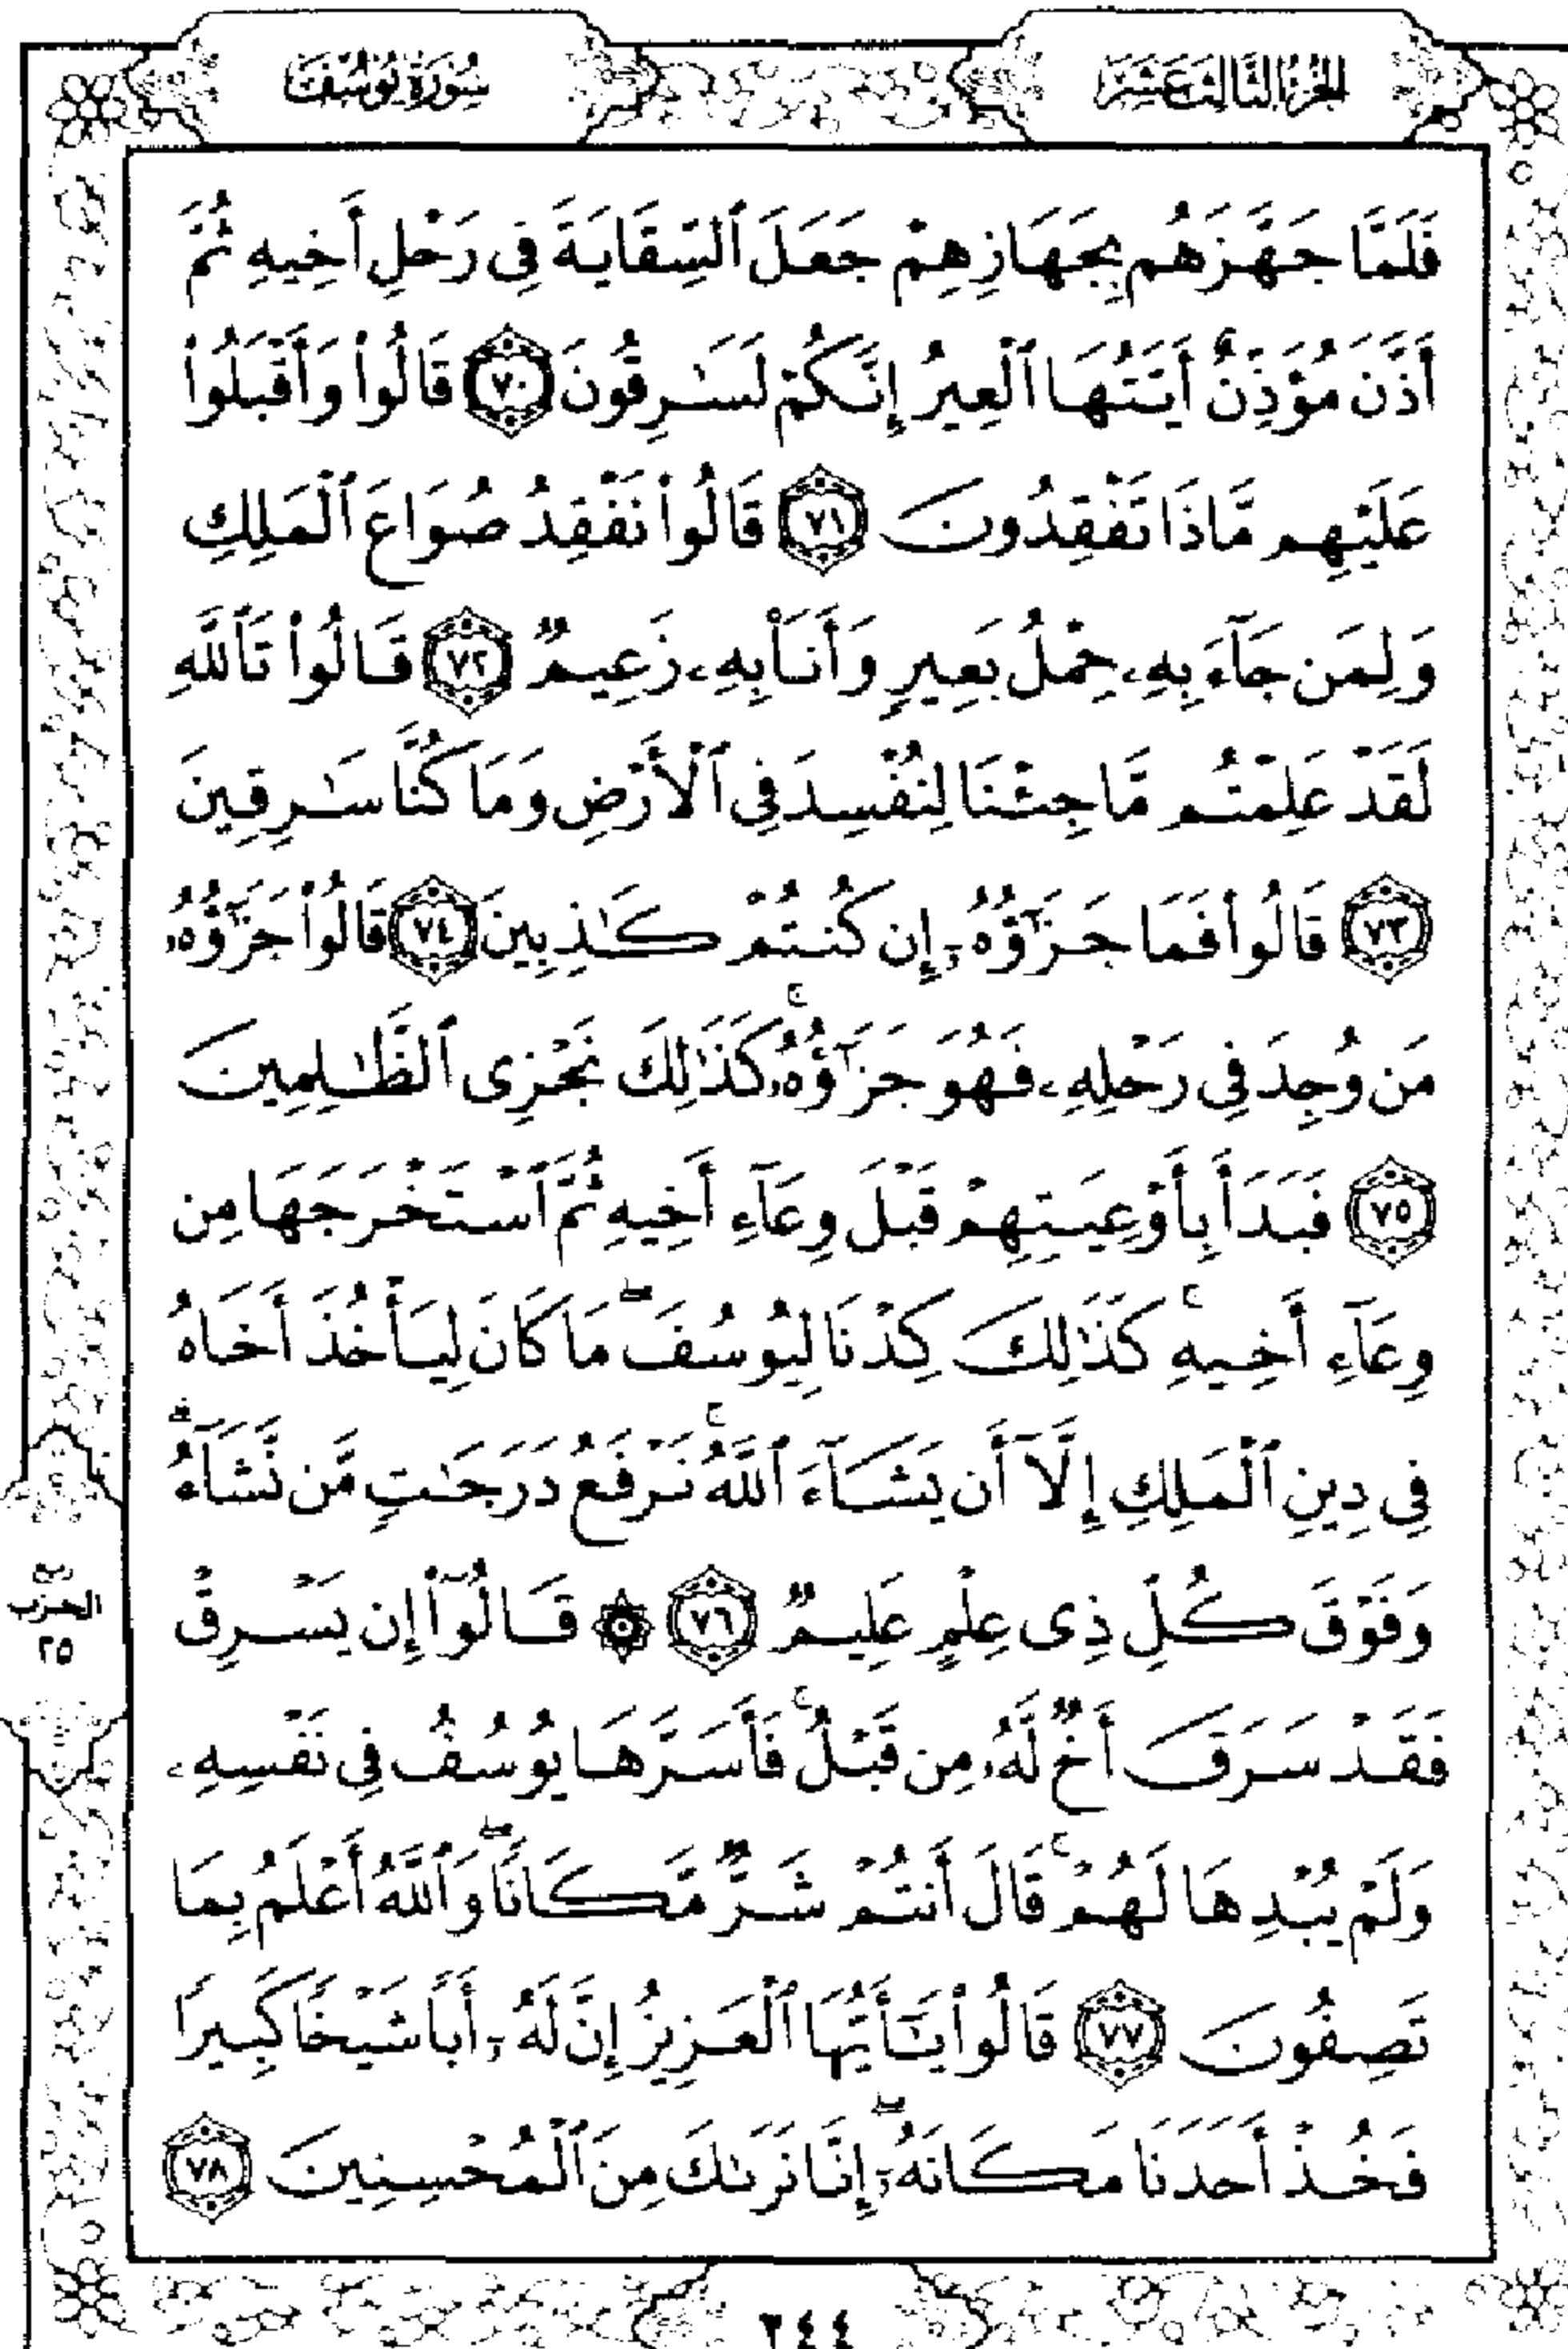 الجزء الثالث عشر
سورة يوسف
فَلَمَّا جَهَّزَهُم بِجَهَازِهِمْ جَعَلَ ٱلسِّقَايَةَ فِى رَحْلِ أَخِيهِ ثُمَّ
أَذَّنَ مُؤَذِّنٌ أَيَّتُهَا ٱلْعِيرُ إِنَّكُمْ لَسَٰرِقُونَ ٧٠ قَالُوا۟ وَأَقْبَلُوا۟
عَلَيْهِم مَّاذَا تَفْقِدُونَ ٧١ قَالُوا۟ نَفْقِدُ صُوَاعَ ٱلْمَلِكِ
وَلِمَن جَآءَ بِهِۦ حِمْلُ بَعِيرٍ وَأَنَا۠ بِهِۦ زَعِيمٌ ٧٢ قَالُوا۟ تَٱللَّهِ
لَقَدْ عَلِمْتُم مَّا جِئْنَا لِنُفْسِدَ فِى ٱلْأَرْضِ وَمَا كُنَّا سَٰرِقِينَ
٧٣ قَالُوا۟ فَمَا جَزَٰٓؤُهُۥٓ إِن كُنتُمْ كَٰذِبِينَ ٧٤ قَالُوا۟ جَزَٰٓؤُهُۥ
مَن وُجِدَ فِى رَحْلِهِۦ فَهُوَ جَزَٰٓؤُهُۥ ۚ كَذَٰلِكَ نَجْزِى ٱلظَّٰلِمِينَ
٧٥ فَبَدَأَ بِأَوْعِيَتِهِمْ قَبْلَ وِعَآءِ أَخِيهِ ثُمَّ ٱسْتَخْرَجَهَا مِن
وِعَآءِ أَخِيهِ ۚ كَذَٰلِكَ كِدْنَا لِيُوسُفَ ۖ مَا كَانَ لِيَأْخُذَ أَخَاهُ
فِى دِينِ ٱلْمَلِكِ إِلَّآ أَن يَشَآءَ ٱللَّهُ ۚ نَرْفَعُ دَرَجَٰتٍ مَّن نَّشَآءُ ۗ
وَفَوْقَ كُلِّ ذِى عِلْمٍ عَلِيمٌ ٧٦ ۞ قَالُوٓا۟ إِن يَسْرِقْ
فَقَدْ سَرَقَ أَخٌ لَّهُۥ مِن قَبْلُ ۚ فَأَسَرَّهَا يُوسُفُ فِى نَفْسِهِۦ
وَلَمْ يُبْدِهَا لَهُمْ ۚ قَالَ أَنتُمْ شَرٌّ مَّكَانًا ۖ وَٱللَّهُ أَعْلَمُ بِمَا
تَصِفُونَ ٧٧ قَالُوا۟ يَٰٓأَيُّهَا ٱلْعَزِيزُ إِنَّ لَهُۥٓ أَبًا شَيْخًا كَبِيرًا
فَخُذْ أَحَدَنَا مَكَانَهُۥٓ ۖ إِنَّا نَرَىٰكَ مِنَ ٱلْمُحْسِنِينَ ٧٨
الحزب
٢٥
٢٤٤